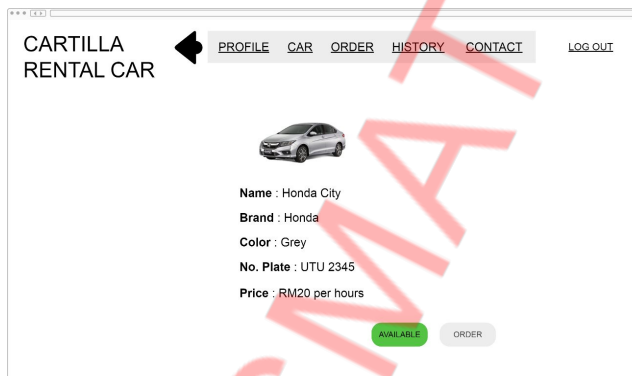 CARTILLA
RENTAL CAR
PROFILE CAR ORDER HISTORY CONTACT
LOG OUT
Name : Honda City
Brand : Honda
Color : Grey
No. Plate : UTU 2345
Price : RM20 per hours
AVAILABLE ORDER